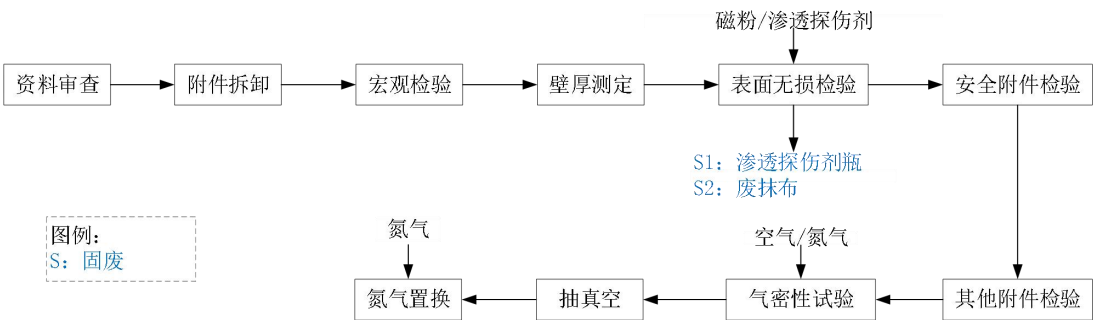 磁粉/渗透探伤剂
资料审查
附件拆卸
宏观检验
壁厚测定
表面无损检验
安全附件检验
S1：渗透探伤剂瓶
S2：废抹布
图例：
S：固废
氮气
空气/氮气
氮气置换
抽真空
气密性试验
其他附件检验